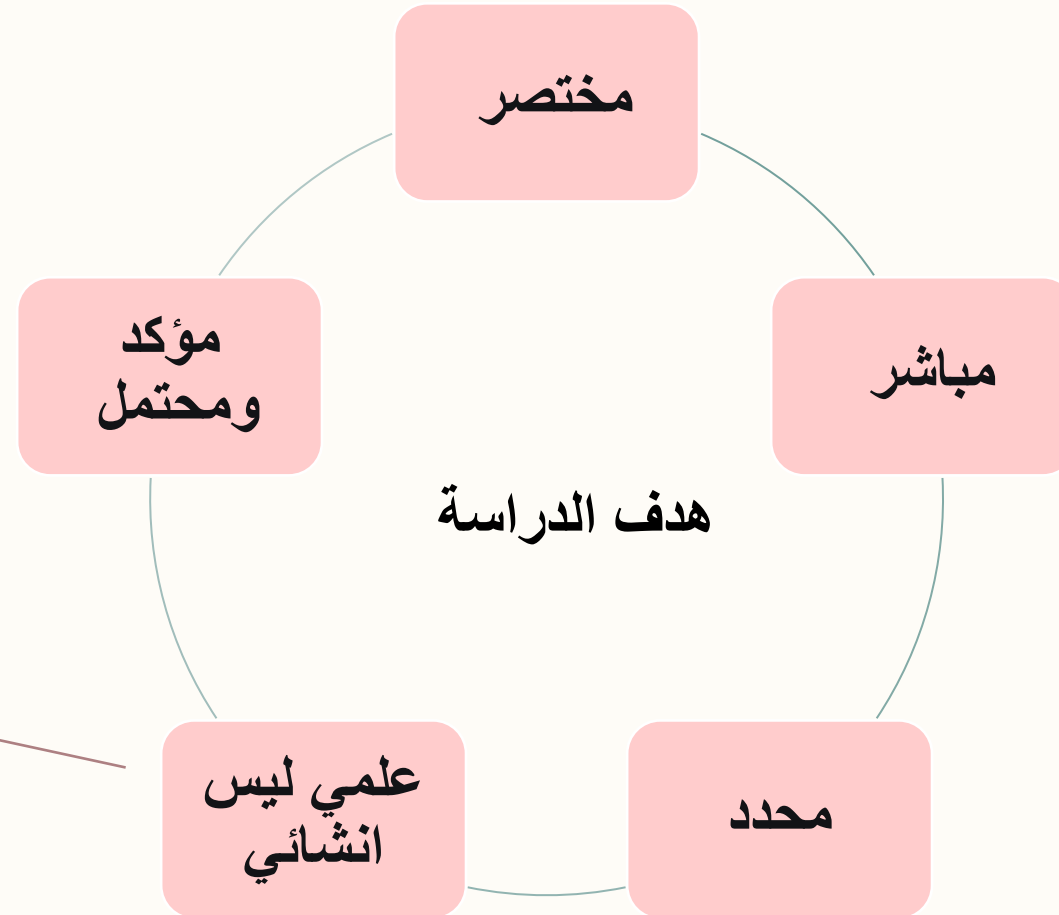 مختصر
مباشر
محدد
علمي ليس
انشائي
مؤكد
ومحتمل
هدف الدراسة